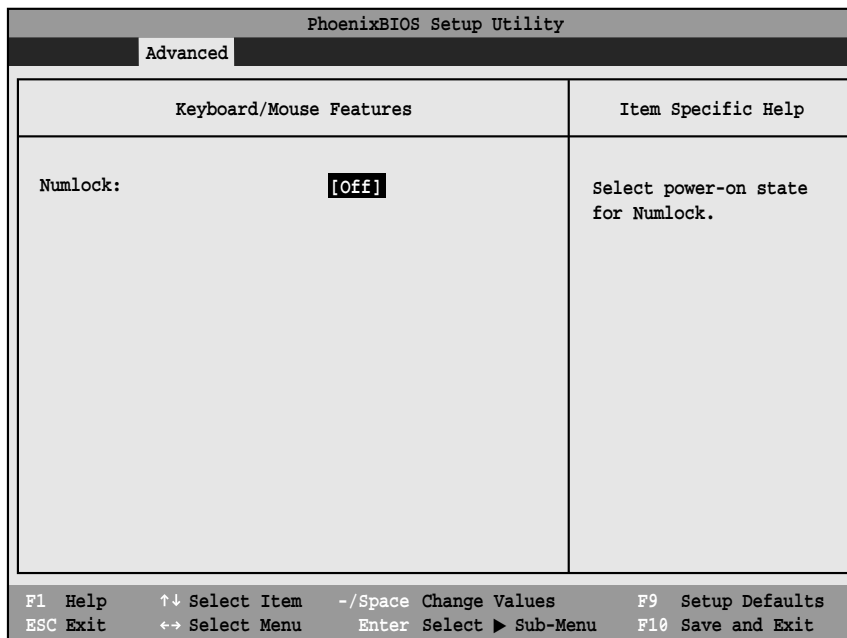 PhoenixBIOS Setup Utility
Advanced
Keyboard/Mouse Features
Item Specific Help
Numlock: [Off]
Select power-on state
for Numlock.
F1 Help ↑↓ Select Item -/Space Change Values F9 Setup Defaults
ESC Exit ←→ Select Menu Enter Select ▶ Sub-Menu F10 Save and Exit